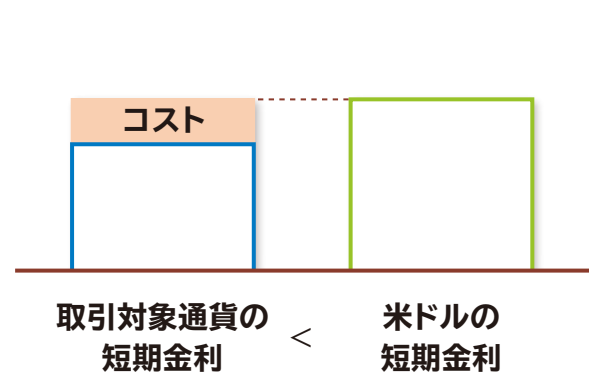 コスト
取引対象通貨の
短期金利
<
米ドルの
短期金利